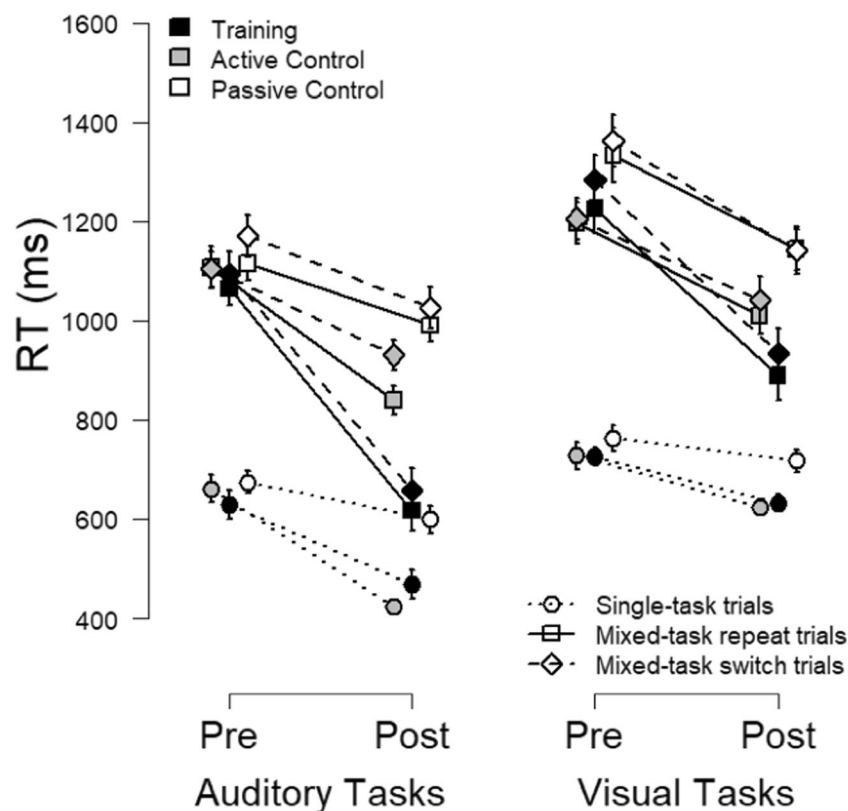 1600
1400
1200
1000
800
600
400
RT (ms)
Training
Active Control
Passive Control
Single-task trials
Mixed-task repeat trials
Mixed-task switch trials
Pre Post Pre Post
Auditory Tasks Visual Tasks